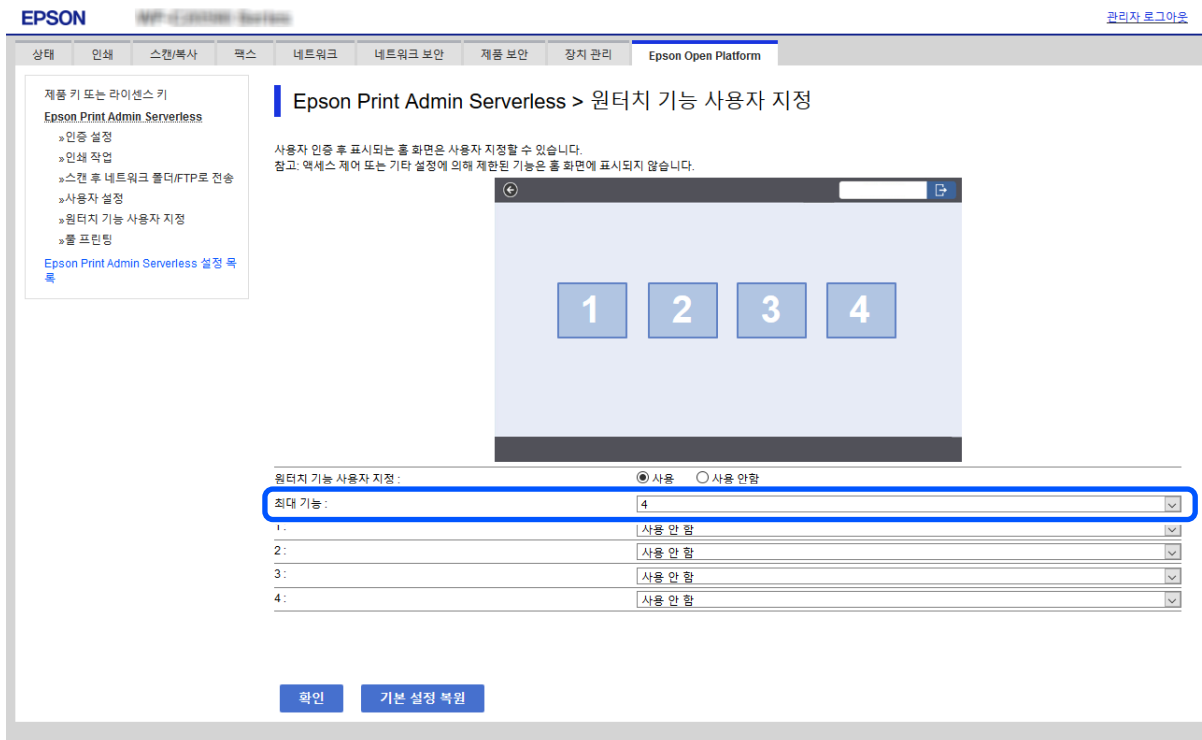 EPSON
Series
관리자 로그아웃
상태 인쇄 스캔/복사 팩스 네트워크 네트워크 보안 제품 보안 장치 관리 Epson Open Platform
제품 키 또는 라이센스 키
Epson Print Admin Serverless
»인증 설정
»인쇄 작업
»스캔 후 네트워크 폴더/FTP로 전송
»사용자 설정
»원터치 기능 사용자 지정
»풀 프린팅
Epson Print Admin Serverless 설정 목
록
Epson Print Admin Serverless > 원터치 기능 사용자 지정
사용자 인증 후 표시되는 홈 화면은 사용자 지정할 수 있습니다.
참고: 액세스 제어 또는 기타 설정에 의해 제한된 기능은 홈 화면에 표시되지 않습니다.
1 2 3 4
원터치 기능 사용자 지정 : 사용 사용 안함
최대 기능 : 4
1 : 사용 안 함
2 : 사용 안 함
3 : 사용 안 함
4 : 사용 안 함
확인 기본 설정 복원